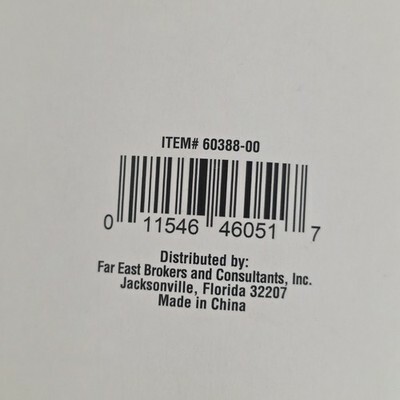 ITEM# 60388-00
0 11546 46051 7
Distributed by:
Far East Brokers and Consultants, Inc.
Jacksonville, Florida 32207
Made in China